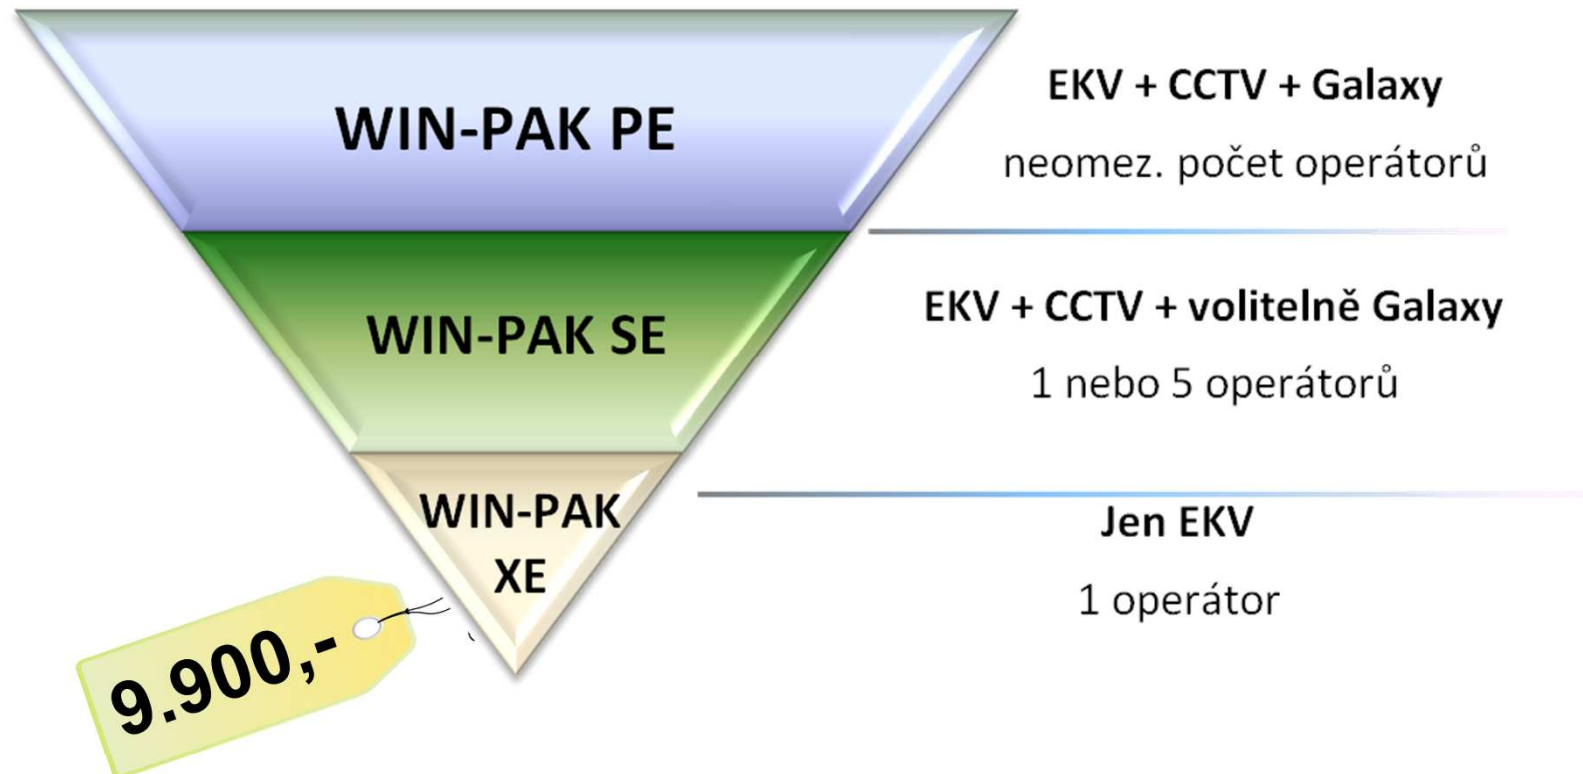 WIN-PAK PE
EKV + CCTV + Galaxy
neomez. počet operátorů
WIN-PAK SE
EKV + CCTV + volitelně Galaxy
1 nebo 5 operátorů
WIN-PAK
XE
Jen EKV
1 operátor
9.900,-